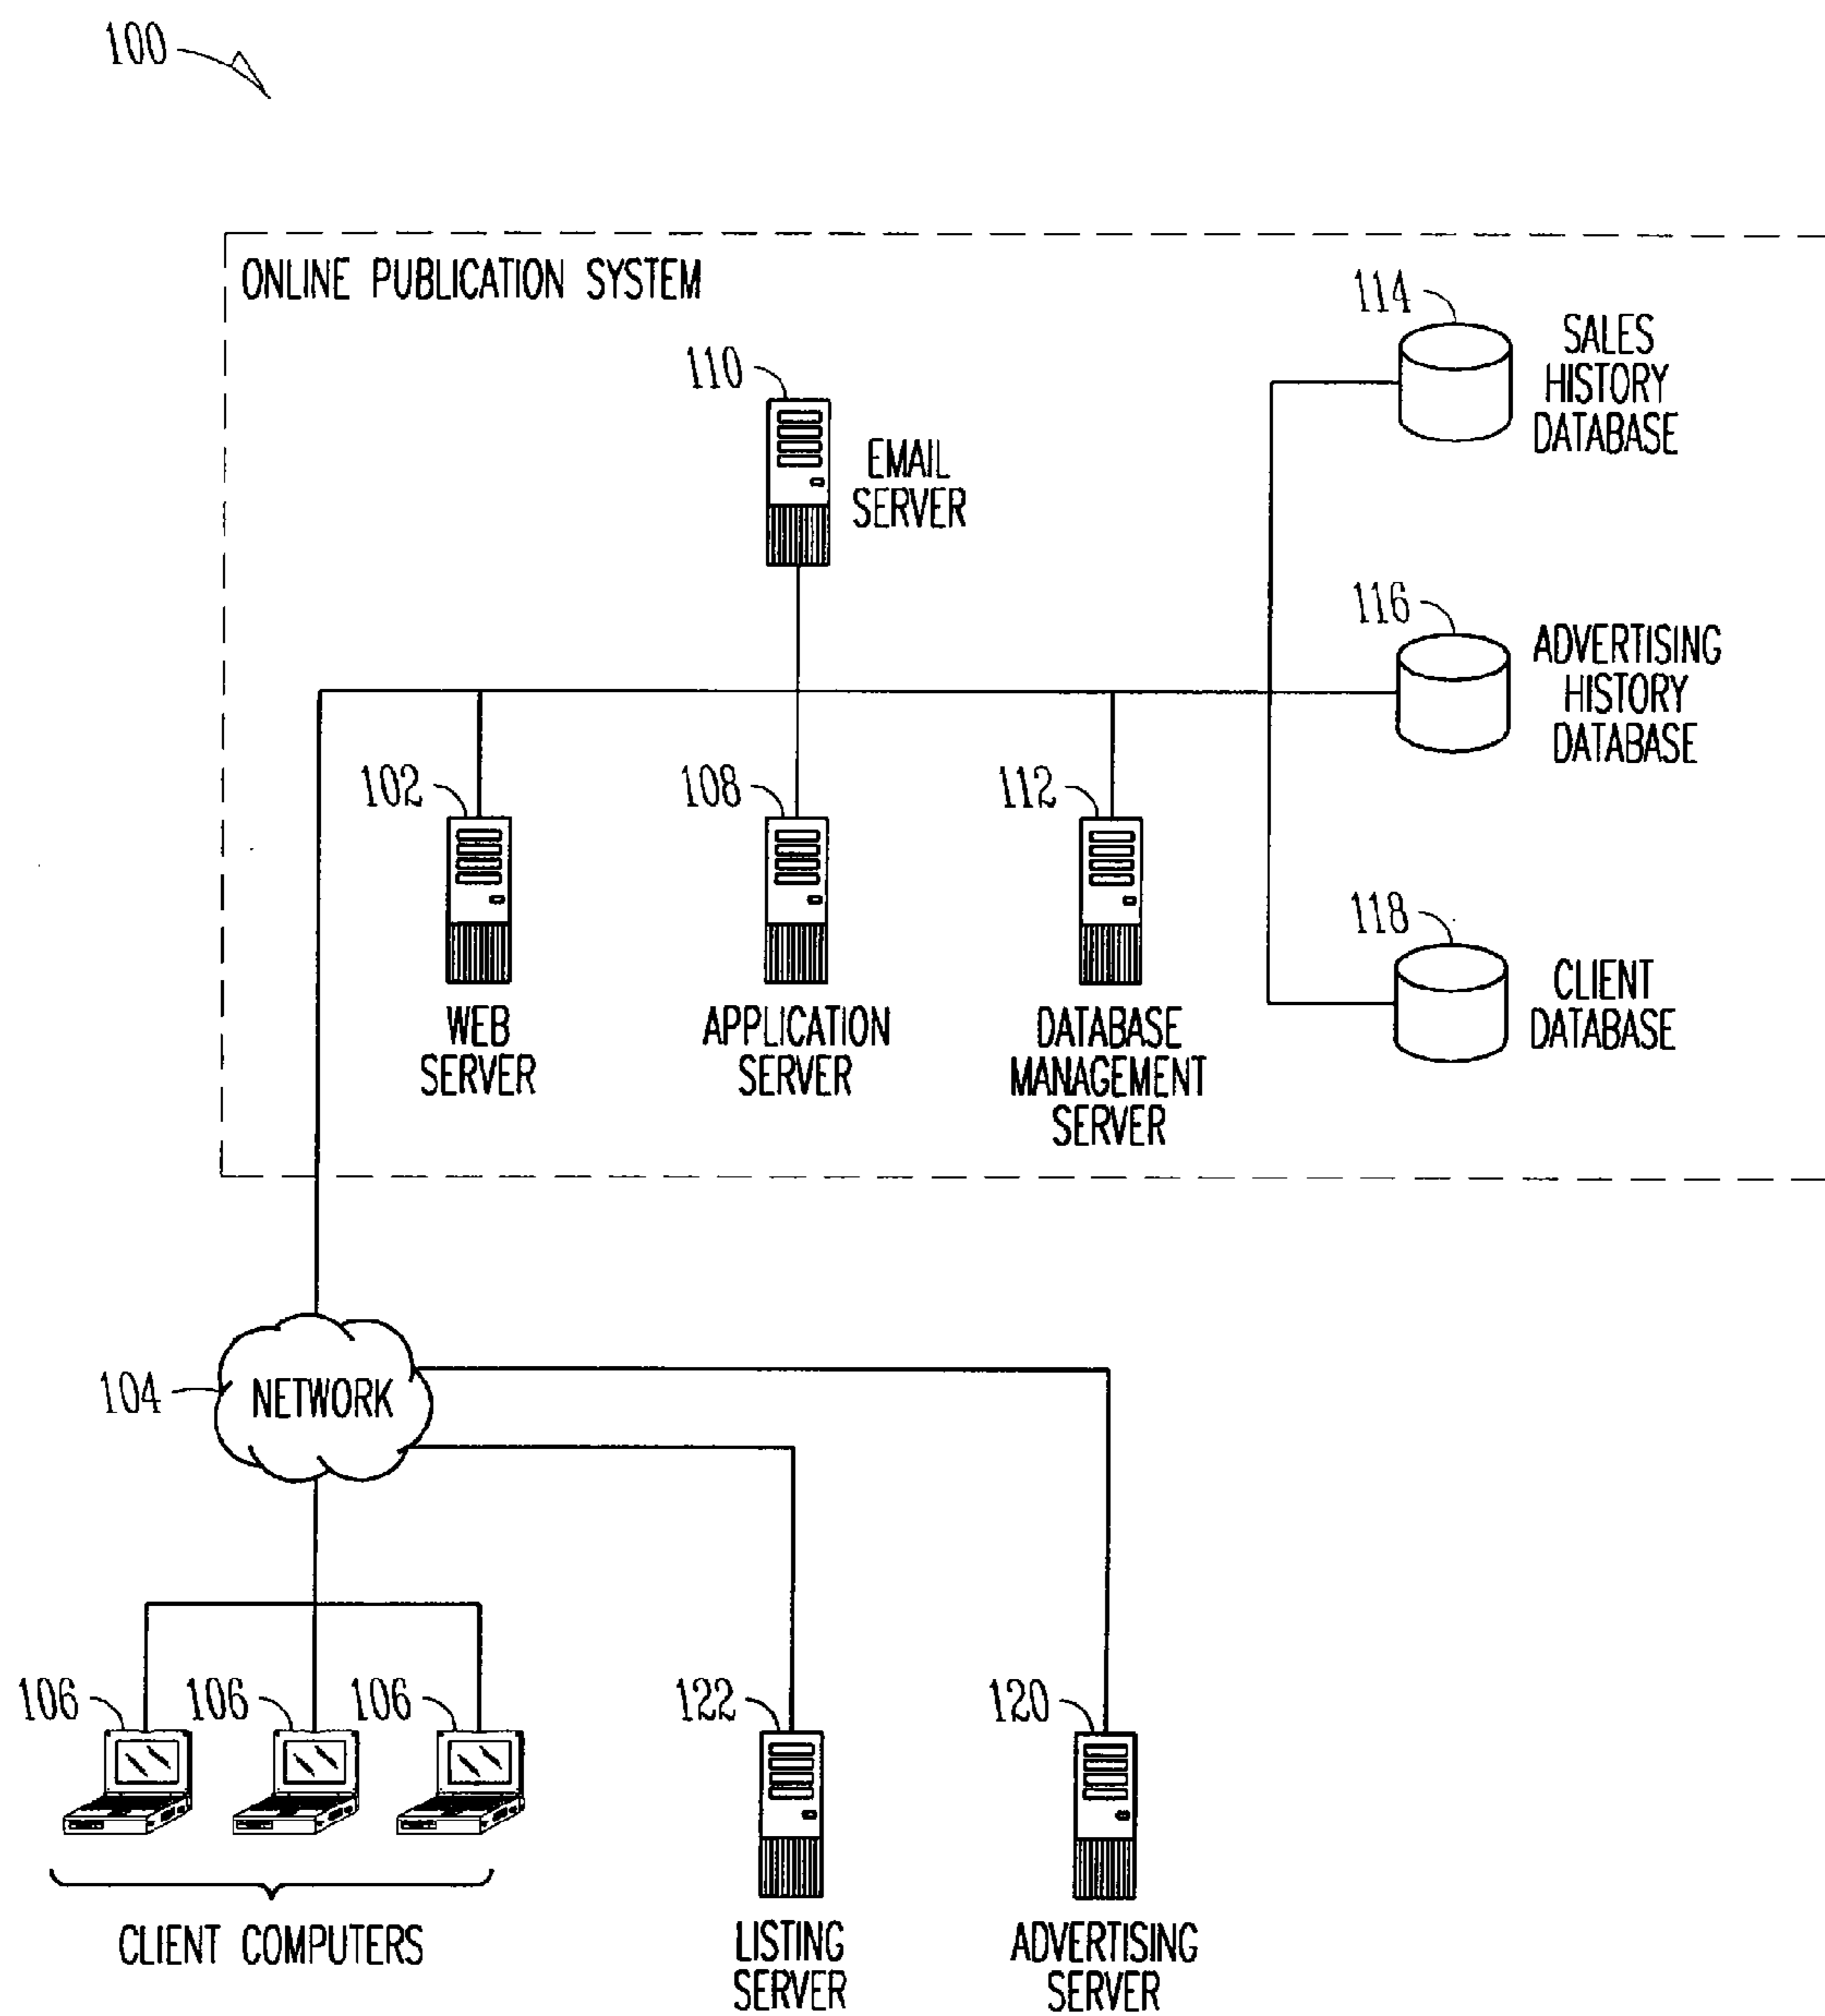 100
ONLINE PUBLICATION SYSTEM
114
SALES
HISTORY
DATABASE
110
EMAIL
SERVER
116
ADVERTISING
HISTORY
DATABASE
102
108
112
WEB
SERVER
APPLICATION
SERVER
DATABASE
MANAGEMENT
SERVER
118
CLIENT
DATABASE
104
NETWORK
106
106
106
122
120
CLIENT COMPUTERS
LISTING
SERVER
ADVERTISING
SERVER